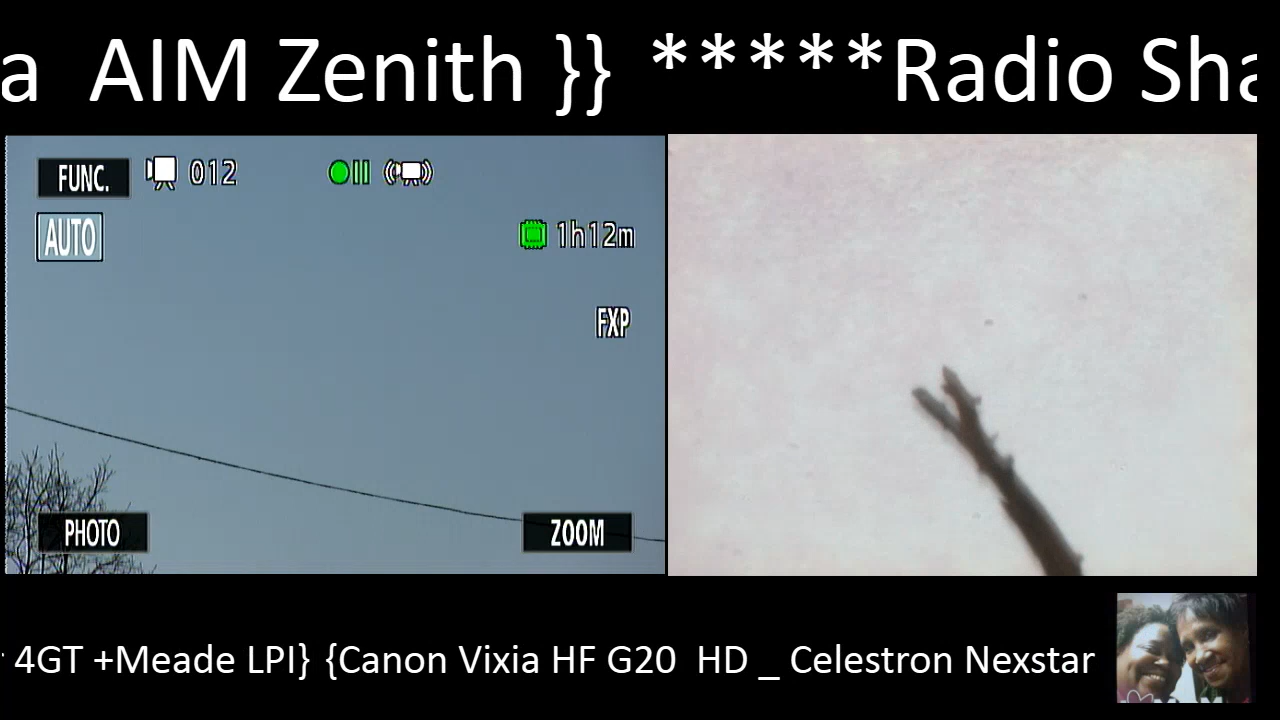 a AIM Zenith }} *****Radio Sha
FUNC. 012
AUTO
1h12m
FXP
PHOTO ZOOM
4GT +Meade LPI} {Canon Vixia HF G20 HD _ Celestron Nexstar